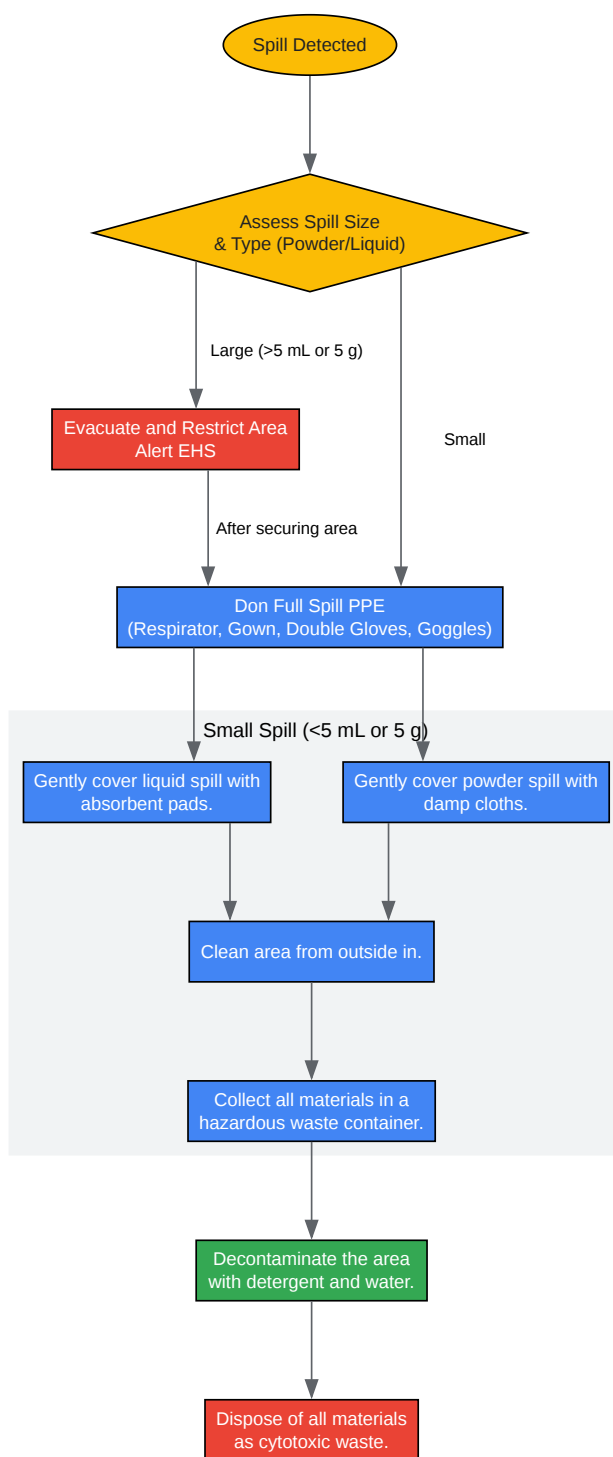 Spill Detected
Assess Spill Size
& Type (Powder/Liquid)
Large (>5 mL or 5 g)
Evacuate and Restrict Area
Alert EHS
Small
After securing area
Don Full Spill PPE
(Respirator, Gown, Double Gloves, Goggles)
Small Spill (<5 mL or 5 g)
Gently cover liquid spill with
absorbent pads.
Gently cover powder spill with
damp cloths.
Clean area from outside in.
Collect all materials in a
hazardous waste container.
Decontaminate the area
with detergent and water.
Dispose of all materials
as cytotoxic waste.